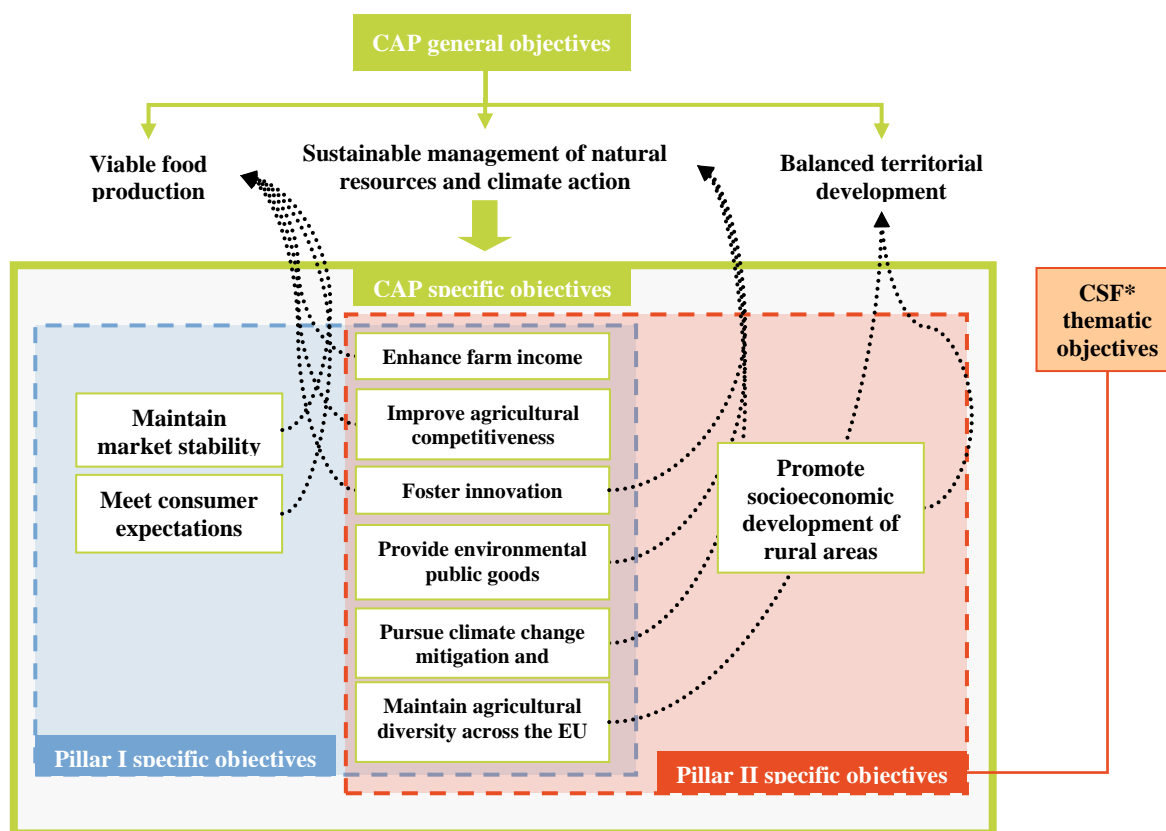 CAP general objectives
Viable food
production
Sustainable management of natural
resources and climate action
Balanced territorial
development
CAP specific objectives
CSF*
thematic
objectives
Enhance farm income
Improve agricultural
competitiveness
Maintain
market stability
Foster innovation
Meet consumer
expectations
Promote
socioeconomic
development of
rural areas
Provide environmental
public goods
Pursue climate change
mitigation and
Maintain agricultural
diversity across the EU
Pillar I specific objectives
Pillar II specific objectives